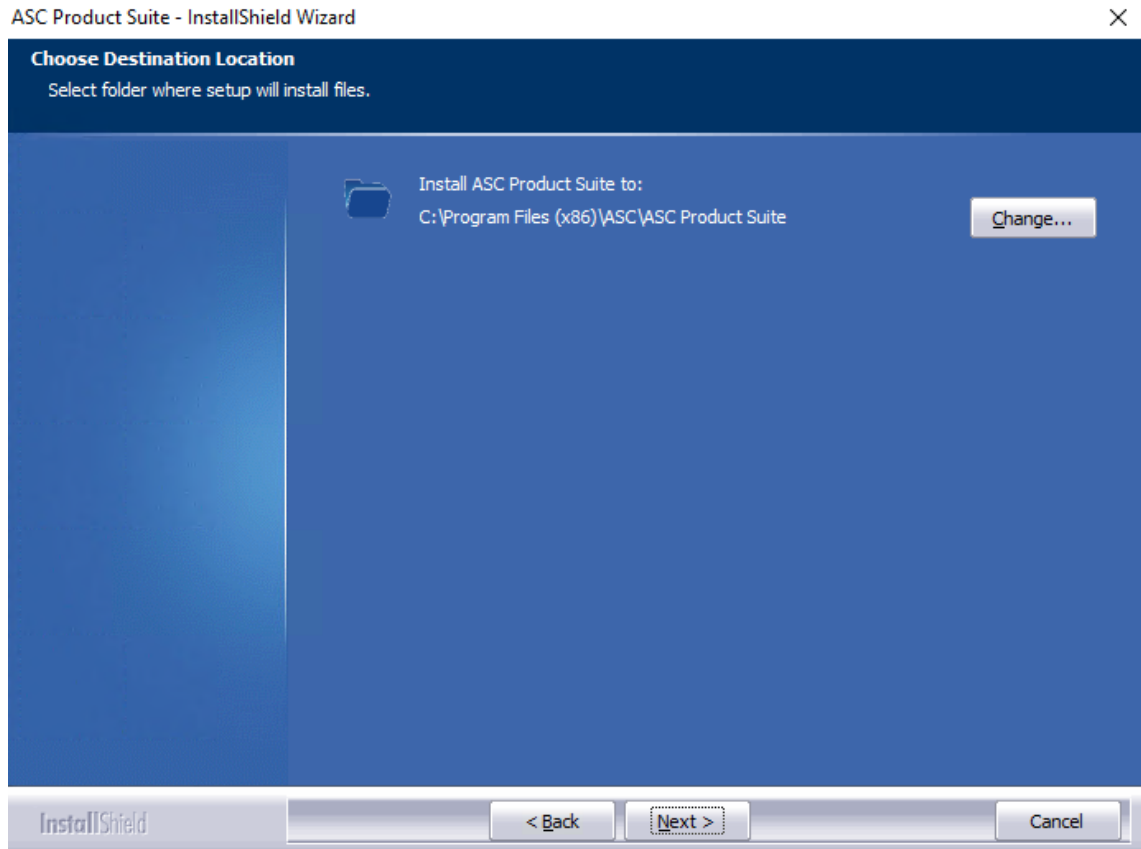 ASC Product Suite - InstallShield Wizard
Choose Destination Location
Select folder where setup will install files.
Install ASC Product Suite to:
C:\Program Files (x86)\ASC\ASC Product Suite
Change...
InstallShield
< Back
Next >
Cancel